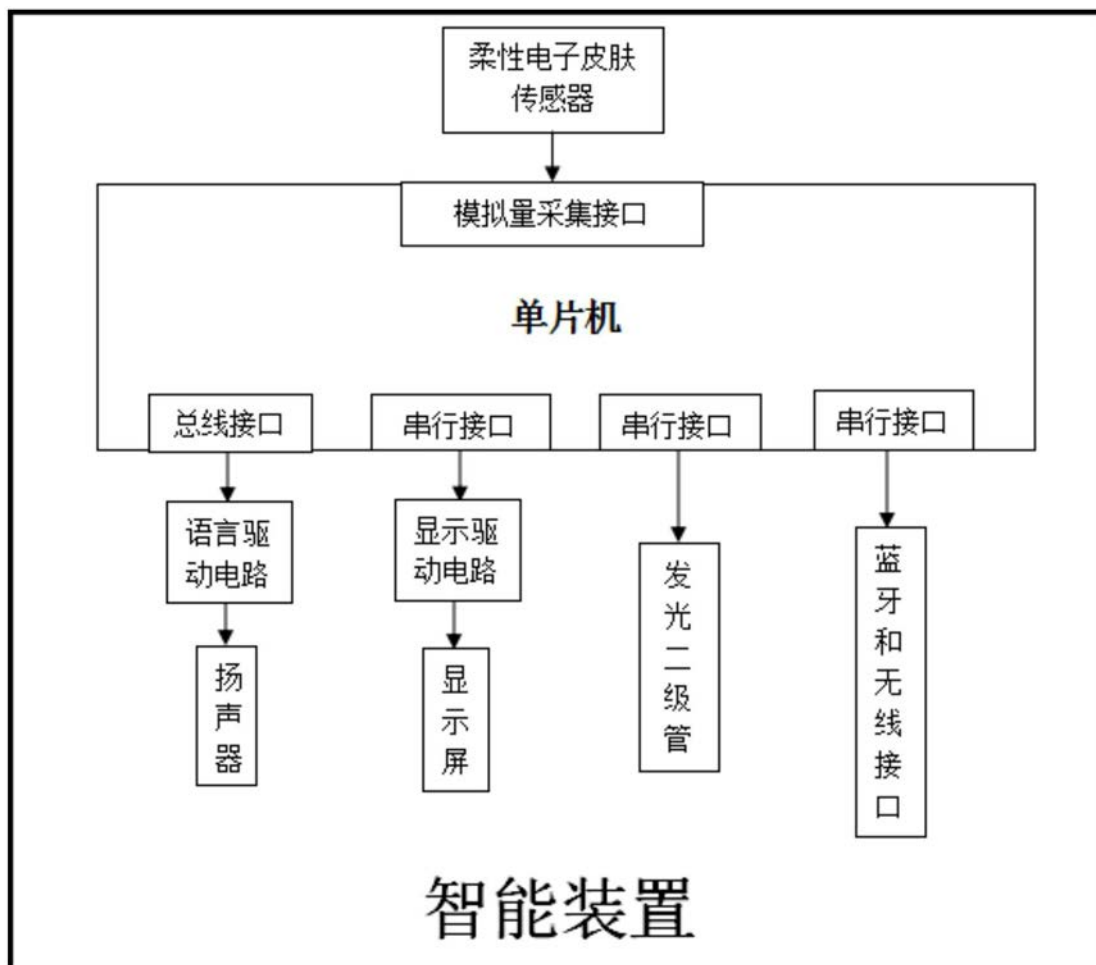 柔性电子皮肤
传感器
模拟量采集接口
单片机
总线接口
串行接口
串行接口
串行接口
语言驱
动电路
显示驱
动电路
发光二级管
蓝牙和无线接口
扬声器
显示屏
智能装置